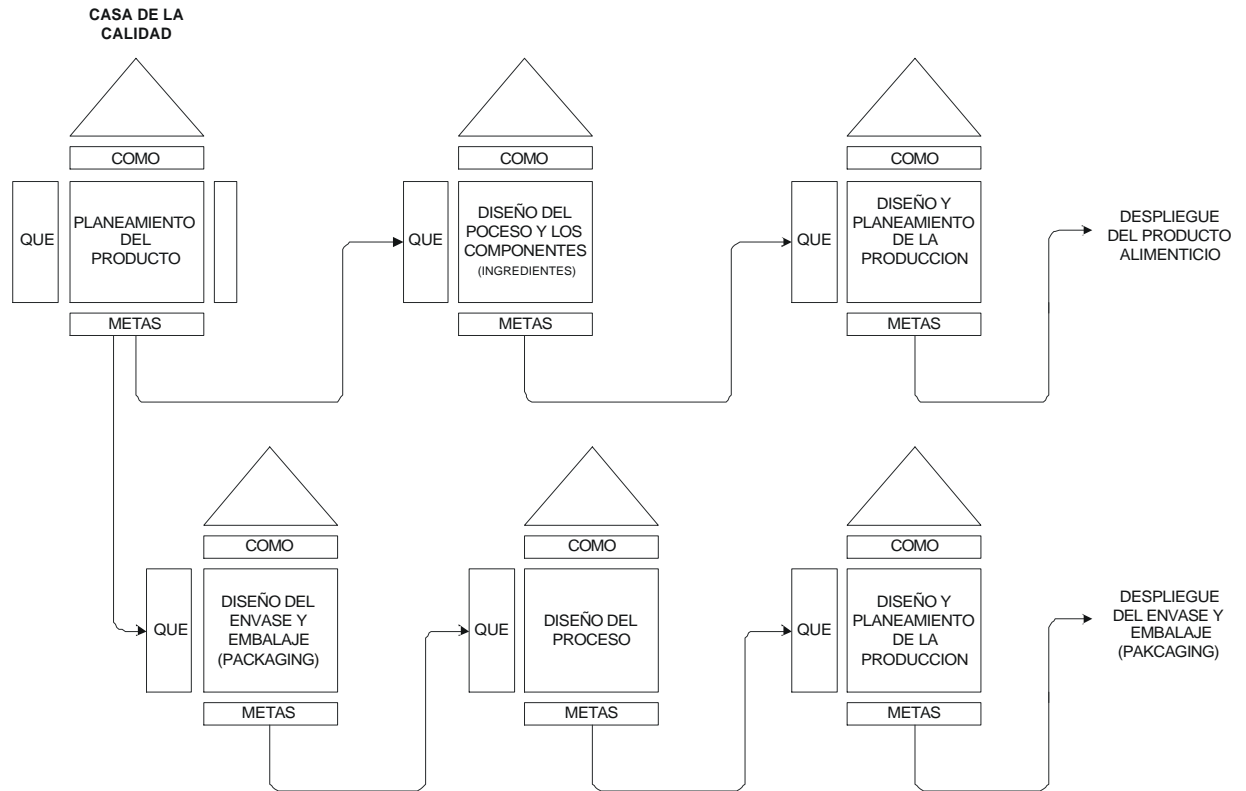 CASA DE LA
CALIDAD
COMO
QUE
PLANEAMIENTO
DEL
PRODUCTO
METAS
COMO
QUE
DISEÑO DEL
POCESO Y LOS
COMPONENTES
(INGREDIENTES)
METAS
COMO
QUE
DISEÑO Y
PLANEAMIENTO
DE LA
PRODUCCION
METAS
DESPLIEGUE
DEL PRODUCTO
ALIMENTICIO
COMO
QUE
DISEÑO DEL
ENVASE Y
EMBALAJE
(PACKAGING)
METAS
COMO
QUE
DISEÑO DEL
PROCESO
METAS
COMO
QUE
DISEÑO Y
PLANEAMIENTO
DE LA
PRODUCCION
METAS
DESPLIEGUE
DEL ENVASE Y
EMBALAJE
(PAKCAGING)